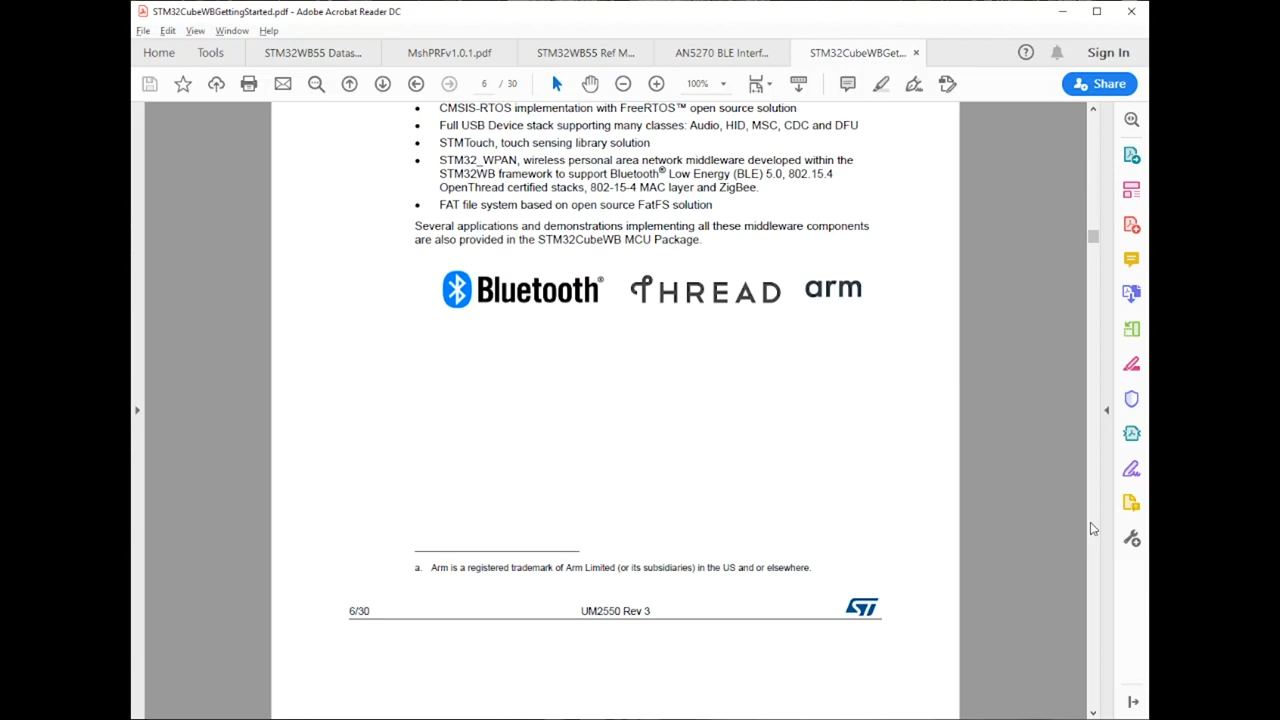 STM32CubeWBGettingStarted.pdf - Adobe Acrobat Reader DC
File Edit View Window Help
Home Tools STM32WB55 Datas... MshPRFv1.0.1.pdf STM32WB55 Ref M... AN5270 BLE Interf... STM32CubeWBGet... × Sign In
6 / 30 100% Share
• CMSIS-RTOS implementation with FreeRTOS™ open source solution
• Full USB Device stack supporting many classes: Audio, HID, MSC, CDC and DFU
• STMTouch, touch sensing library solution
• STM32_WPAN, wireless personal area network middleware developed within the
STM32WB framework to support Bluetooth® Low Energy (BLE) 5.0, 802.15.4
OpenThread certified stacks, 802-15-4 MAC layer and ZigBee.
• FAT file system based on open source FatFS solution
Several applications and demonstrations implementing all these middleware components
are also provided in the STM32CubeWB MCU Package.
Bluetooth® THREAD arm
a. Arm is a registered trademark of Arm Limited (or its subsidiaries) in the US and or elsewhere.
6/30 UM2550 Rev 3 ST